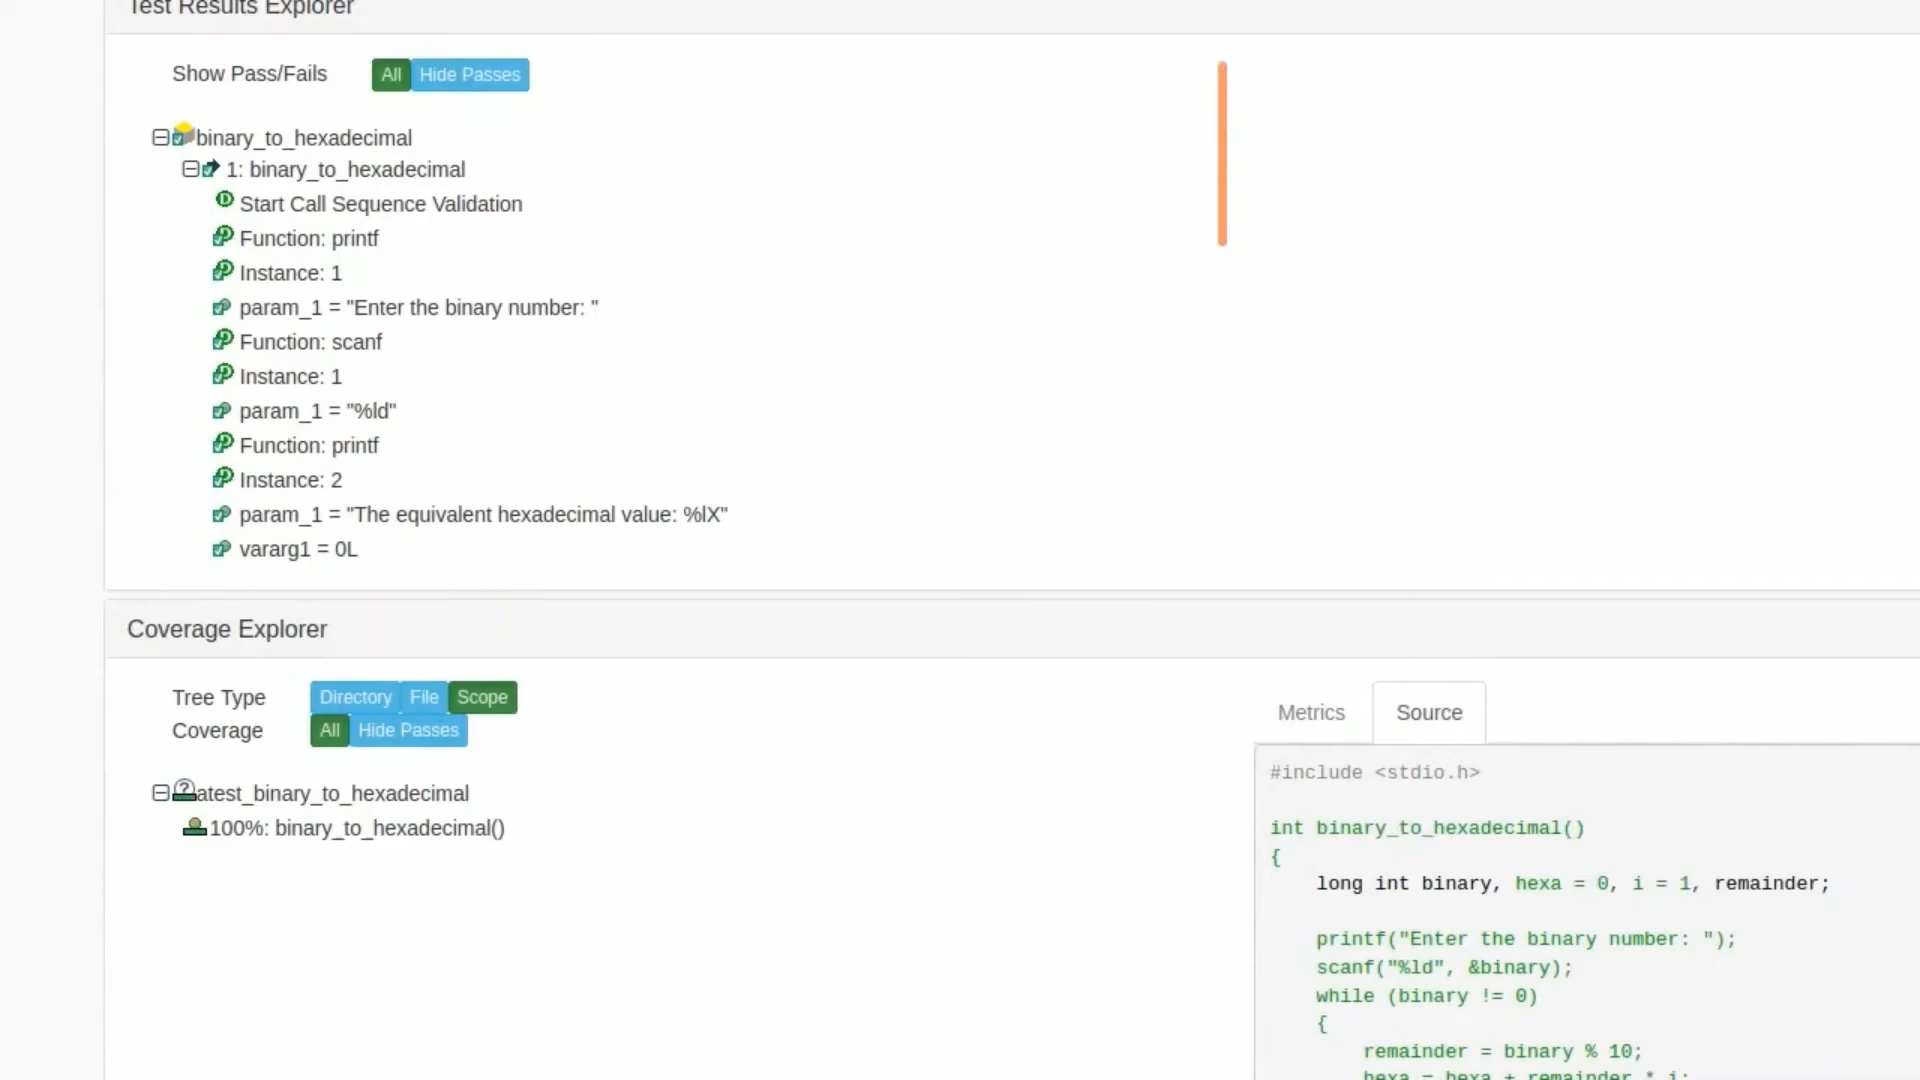 Test Results Explorer
Show Pass/Fails All Hide Passes
binary_to_hexadecimal
1: binary_to_hexadecimal
Start Call Sequence Validation
Function: printf
Instance: 1
param_1 = "Enter the binary number: "
Function: scanf
Instance: 1
param_1 = "%ld"
Function: printf
Instance: 2
param_1 = "The equivalent hexadecimal value: %lX"
vararg1 = 0L
Coverage Explorer
Tree Type Directory File Scope
Coverage All Hide Passes
atest_binary_to_hexadecimal
100%: binary_to_hexadecimal()
Metrics Source
#include <stdio.h>
int binary_to_hexadecimal()
{
long int binary, hexa = 0, i = 1, remainder;
printf("Enter the binary number: ");
scanf("%ld", &binary);
while (binary != 0)
{
remainder = binary % 10;
hexa = hexa + remainder * i;